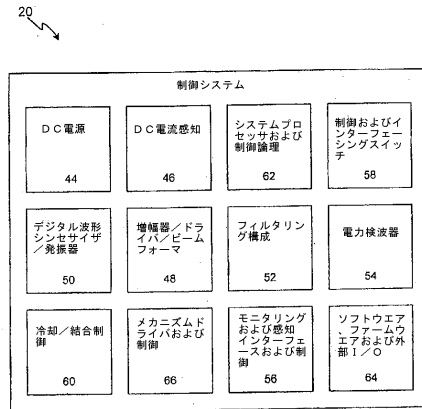 20
制御システム
DC電源
44
DC電流感知
46
システムプロ
セッサおよび
制御論理
62
制御およびイ
ンターフェー
シングスイッ
チ
58
デジタル波形
シンセサイザ
/発振器
50
増幅器/ドラ
イバ/ビーム
フォーマ
48
フィルタリン
グ構成
52
電力検波器
54
冷却/結合制
御
60
メカニズムド
ライバおよび
制御
66
モニタリング
および感知
インターフェ
ースおよび制
御
56
ソフトウエア
、ファームウ
エアおよび外
部I/O
64